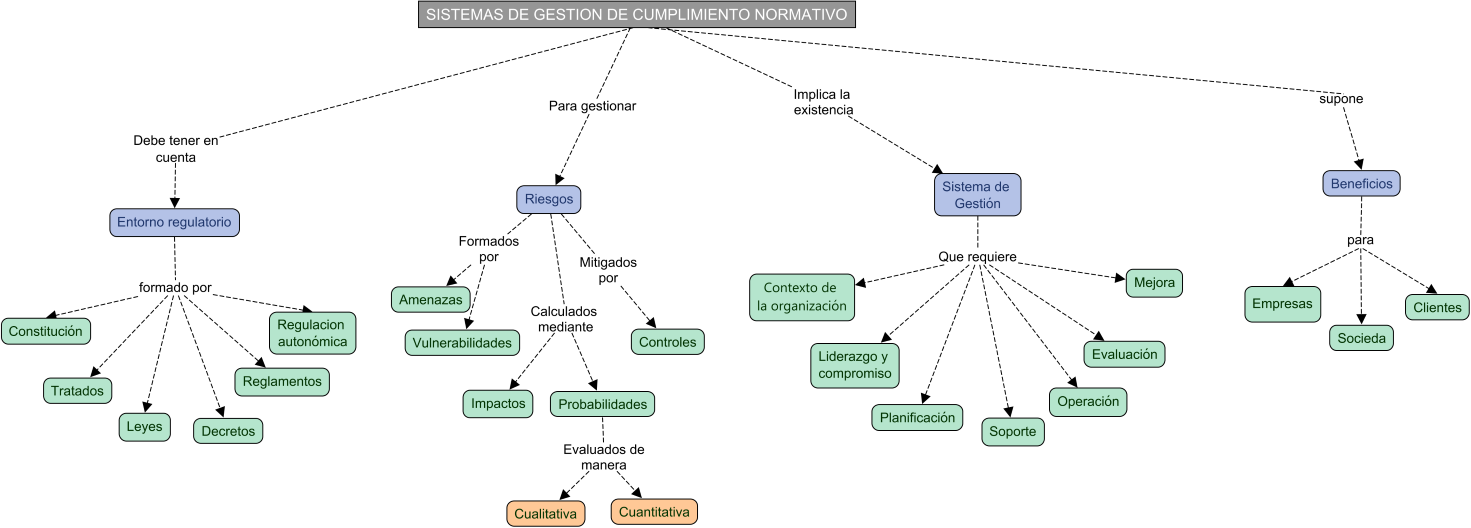 SISTEMAS DE GESTION DE CUMPLIMIENTO NORMATIVO
Debe tener en
cuenta
Entorno regulatorio
formado por
Constitución
Tratados
Leyes
Decretos
Reglamentos
Regulacion
autonómica
Para gestionar
Riesgos
Formados
por
Amenazas
Vulnerabilidades
Calculados
mediante
Impactos
Probabilidades
Evaluados de
manera
Cualitativa
Cuantitativa
Mitigados
por
Controles
Implica la
existencia
Sistema de
Gestión
Que requiere
Contexto de
la organización
Liderazgo y
compromiso
Planificación
Soporte
Operación
Evaluación
Mejora
supone
Beneficios
para
Empresas
Socieda
Clientes